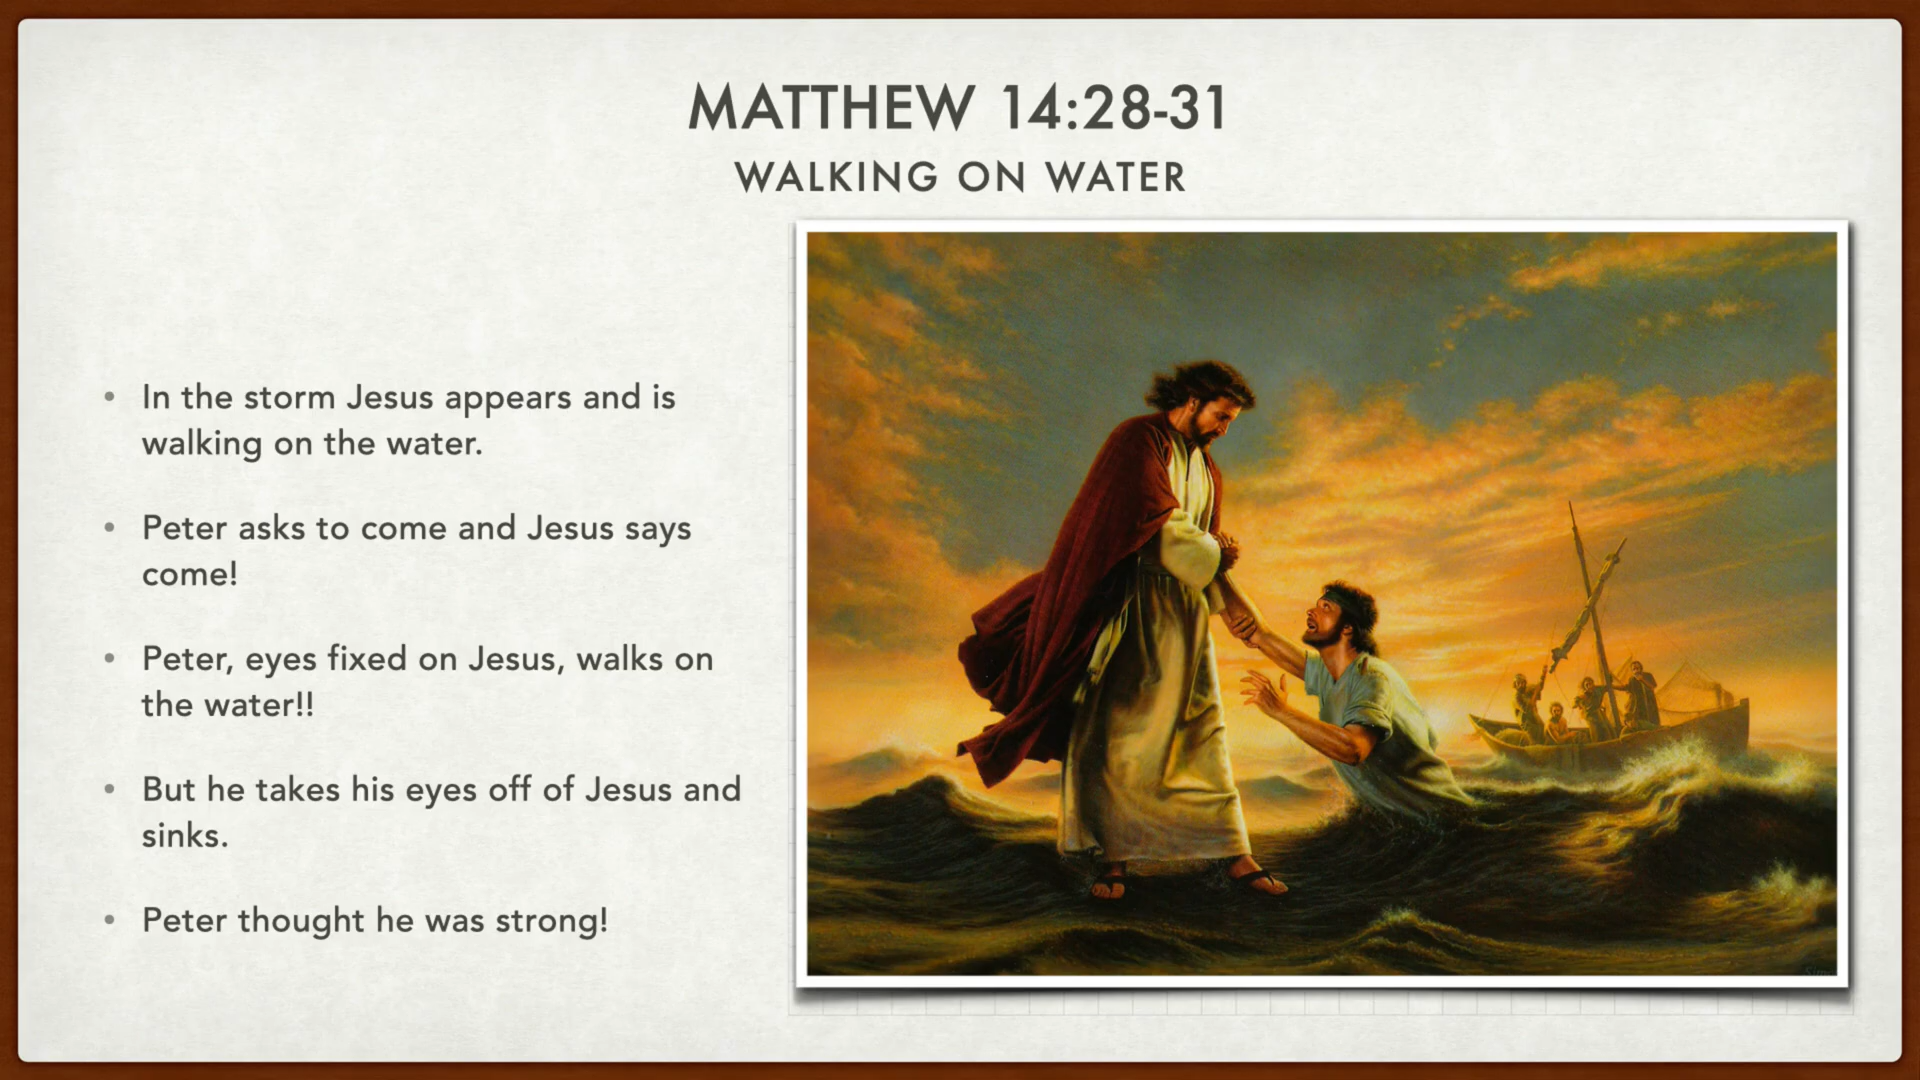 MATTHEW 14:28-31
WALKING ON WATER
• In the storm Jesus appears and is
walking on the water.
• Peter asks to come and Jesus says
come!
• Peter, eyes fixed on Jesus, walks on
the water!!
• But he takes his eyes off of Jesus and
sinks.
• Peter thought he was strong!